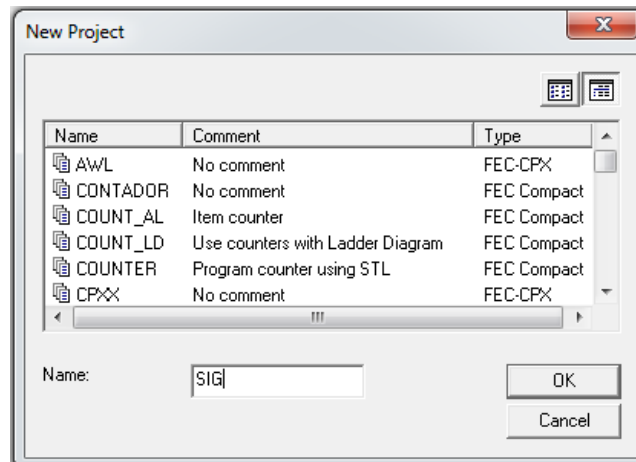 New Project
Name Comment Type
AWL No comment FEC-CPX
CONTADOR No comment FEC Compact
COUNT_AL Item counter FEC Compact
COUNT_LD Use counters with Ladder Diagram FEC Compact
COUNTER Program counter using STL FEC Compact
CPXX No comment FEC-CPX
Name: SIG OK
Cancel